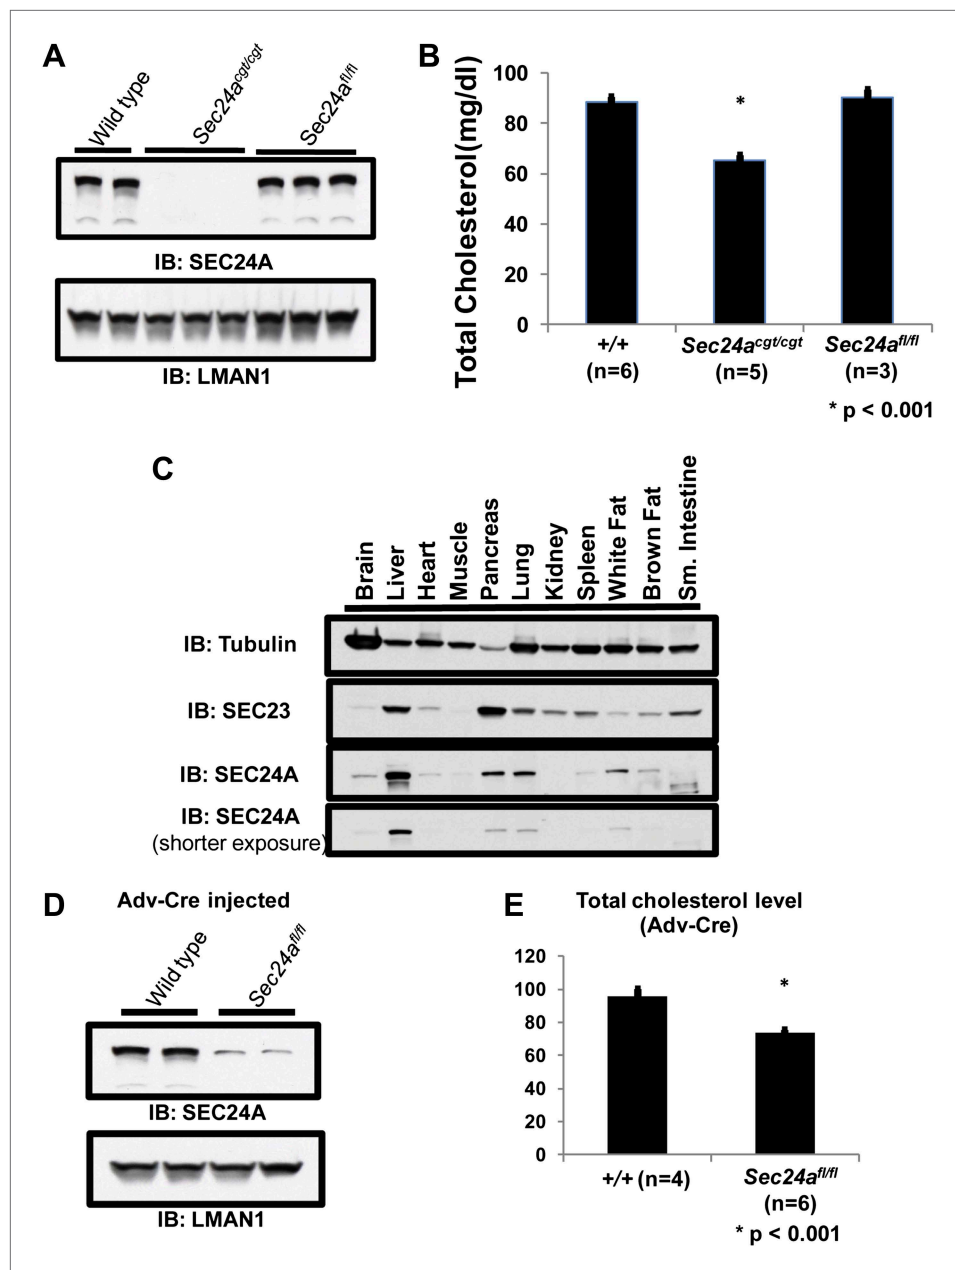 A
Wild type
Sec24a^cgt/cgt
Sec24a^fl/fl
IB: SEC24A
IB: LMAN1
B
Total Cholesterol(mg/dl)
100
80
60
40
20
0
*
+/+
(n=6)
Sec24a^cgt/cgt
(n=5)
Sec24a^fl/fl
(n=3)
* p < 0.001
C
Brain
Liver
Heart
Muscle
Pancreas
Lung
Kidney
Spleen
White Fat
Brown Fat
Sm. Intestine
IB: Tubulin
IB: SEC23
IB: SEC24A
IB: SEC24A
(shorter exposure)
D
Adv-Cre injected
Wild type
Sec24a^fl/fl
IB: SEC24A
IB: LMAN1
E
Total cholesterol level
(Adv-Cre)
120
100
80
60
40
20
0
*
+/+ (n=4)
Sec24a^fl/fl
(n=6)
* p < 0.001